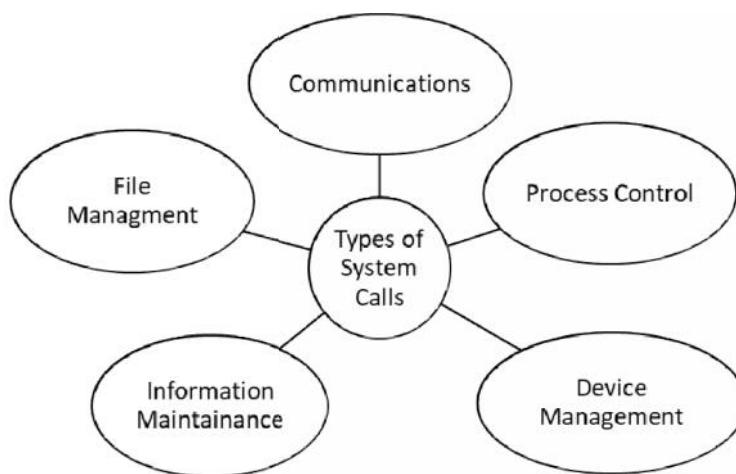 Communications
File
Managment
Process Control
Types of
System
Calls
Information
Maintainance
Device
Management